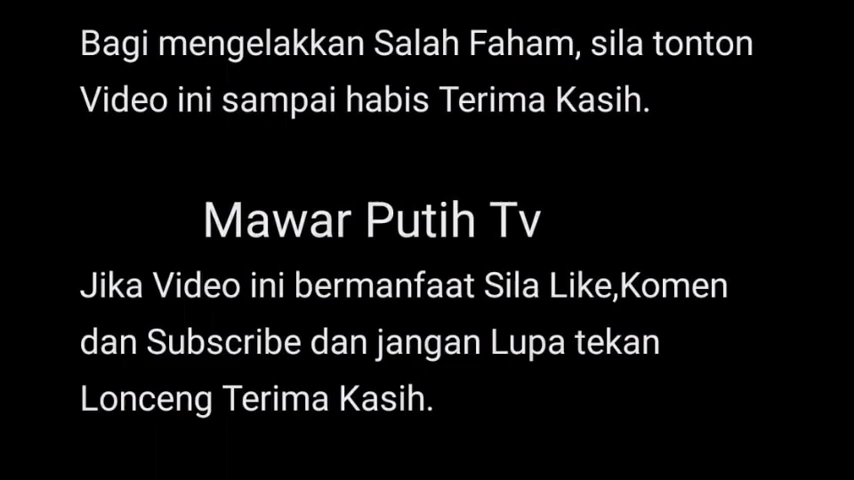 Bagi mengelakkan Salah Faham, sila tonton
Video ini sampai habis Terima Kasih.
Mawar Putih Tv
Jika Video ini bermanfaat Sila Like,Komen
dan Subscribe dan jangan Lupa tekan
Lonceng Terima Kasih.